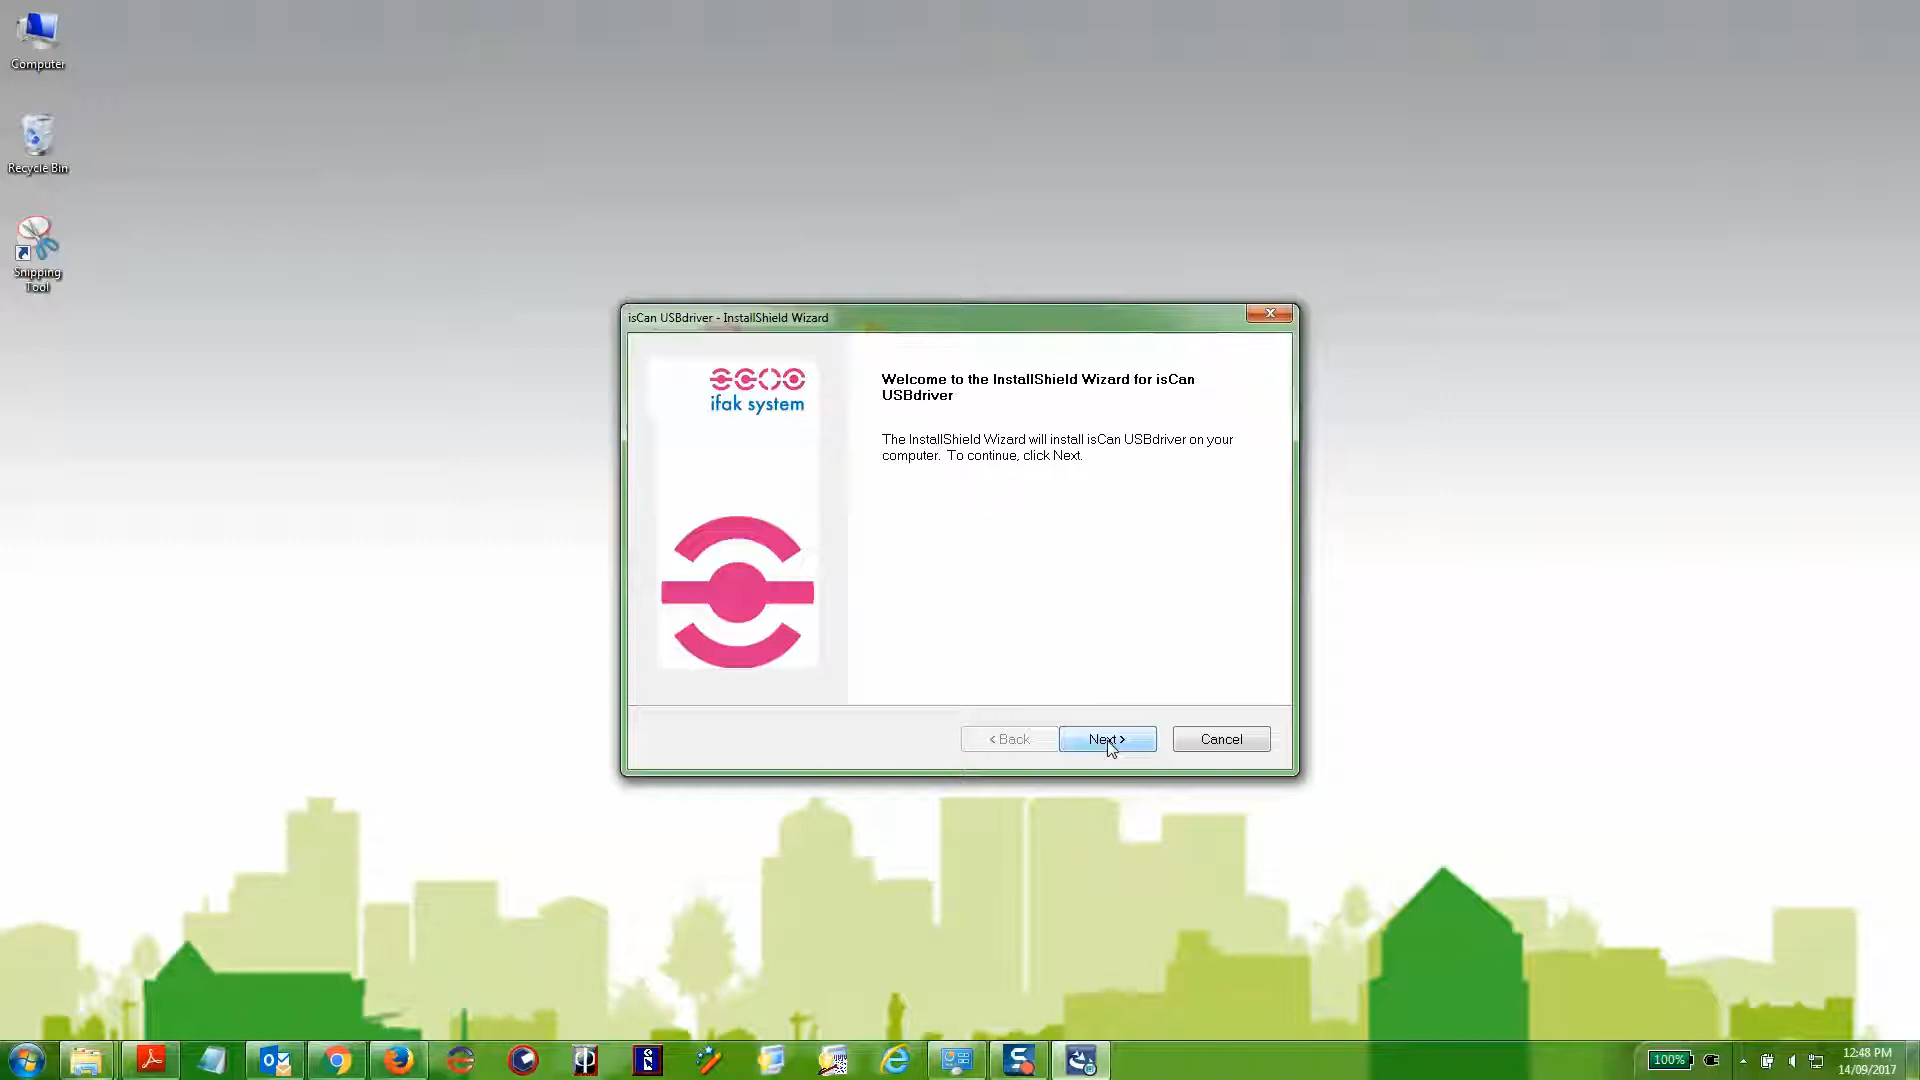 Computer
Recycle Bin
Snipping
Tool
isCan USBdriver - InstallShield Wizard
ifak system
Welcome to the InstallShield Wizard for isCan
USBdriver
The InstallShield Wizard will install isCan USBdriver on your
computer. To continue, click Next.
< Back
Next >
Cancel
100%
12:48 PM
14/09/2017